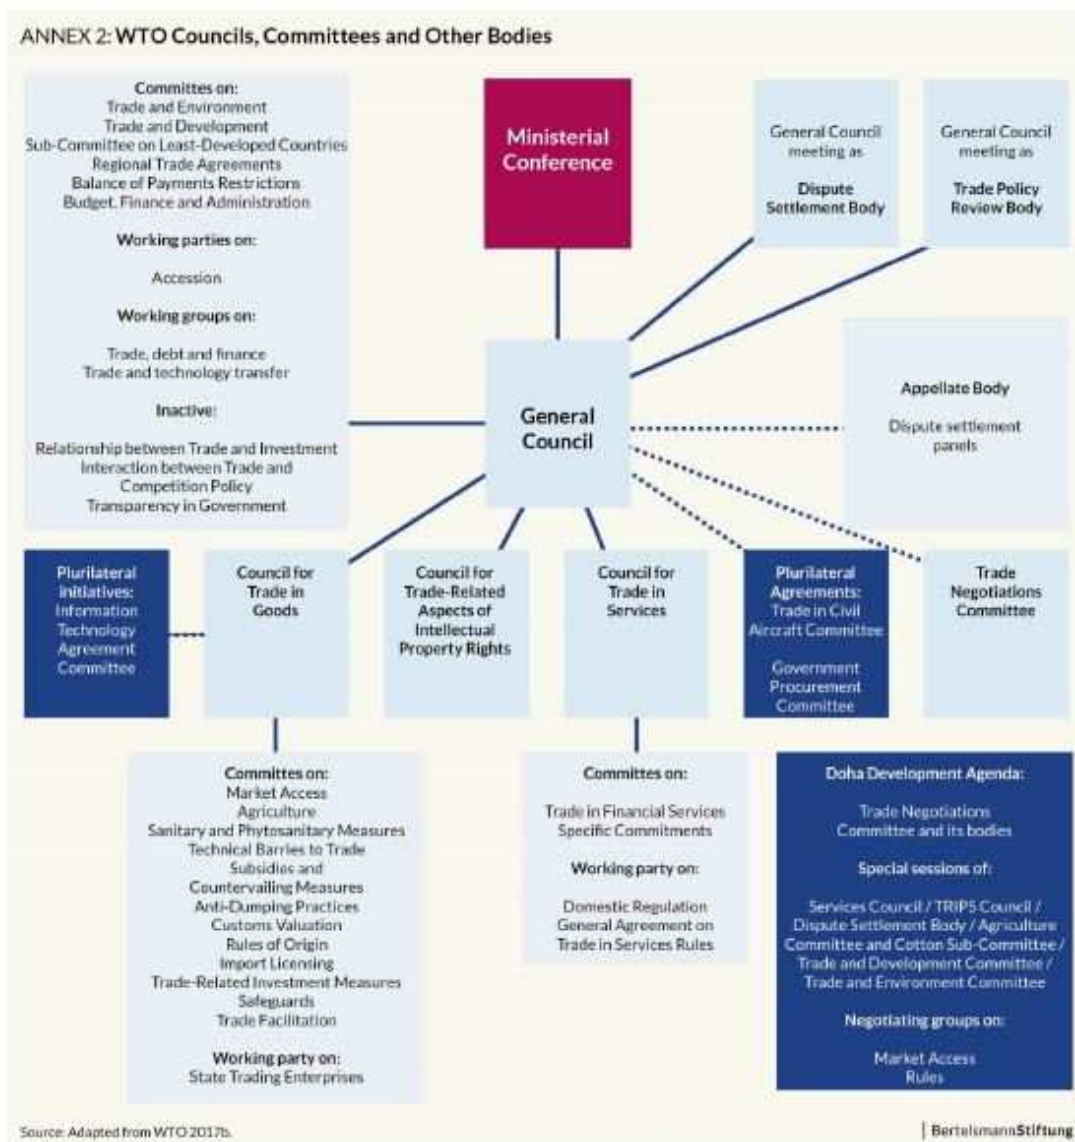 ANNEX 2: WTO Councils, Committees and Other Bodies
Committes on:
Trade and Environment
Trade and Development
Sub-Committee on Least-Developed Countries
Regional Trade Agreements
Balance of Payments Restrictions
Budget, Finance and Administration
Working parties on:
Accession
Working groups on:
Trade, debt and finance
Trade and technology transfer
Inactive:
Relationship between Trade and Investment
Interaction between Trade and
Competition Policy
Transparency in Government
Ministerial
Conference
General Council
meeting as
Dispute
Settlement Body
General Council
meeting as
Trade Policy
Review Body
General
Council
Appellate Body
Dispute settlement
panels
Plurilateral
initiatives:
Information
Technology
Agreement
Committee
Council for
Trade in
Goods
Council for
Trade-Related
Aspects of
Intellectual
Property Rights
Council for
Trade in
Services
Plurilateral
Agreements:
Trade in Civil
Aircraft Committee
Government
Procurement
Committee
Trade
Negotiations
Committee
Committes on:
Market Access
Agriculture
Sanitary and Phytosanitary Measures
Technical Barries to Trade
Subsidies and
Countervailing Measures
Anti-Dumping Practices
Customs Valuation
Rules of Origin
Import Licensing
Trade-Related Investment Measures
Safeguards
Trade Facilitation
Working party on:
State Trading Enterprises
Committes on:
Trade in Financial Services
Specific Commitments
Working party on:
Domestic Regulation
General Agreement on
Trade in Services Rules
Doha Development Agenda:
Trade Negotiations
Committee and its bodies
Special sessions of:
Services Council / TRIPS Council /
Dispute Settlement Body / Agriculture
Committee and Cotton Sub-Committee /
Trade and Development Committee /
Trade and Environment Committee
Negotiating groups on:
Market Access
Rules
Source: Adapted from WTO 2017b.
BertelsmannStiftung